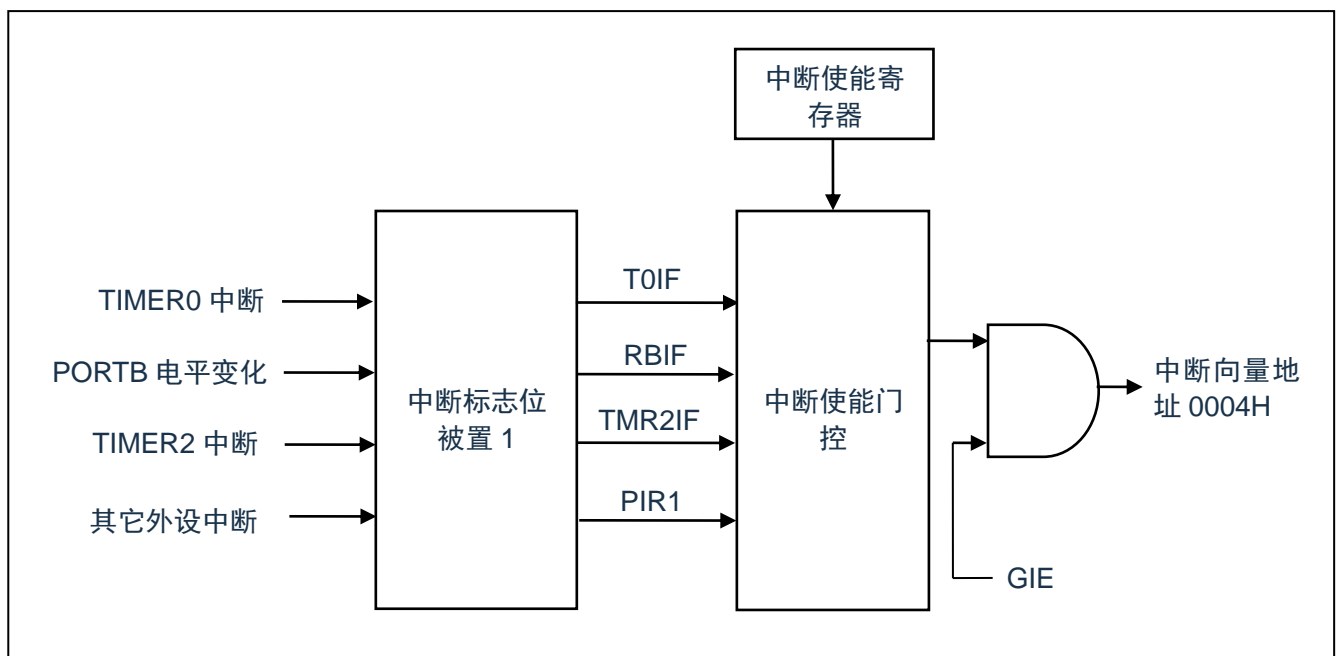 中断使能寄
存器
TIMER0 中断
PORTB 电平变化
TIMER2 中断
其它外设中断
中断标志位
被置 1
T0IF
RBIF
TMR2IF
PIR1
中断使能门
控
中断向量地
址 0004H
GIE